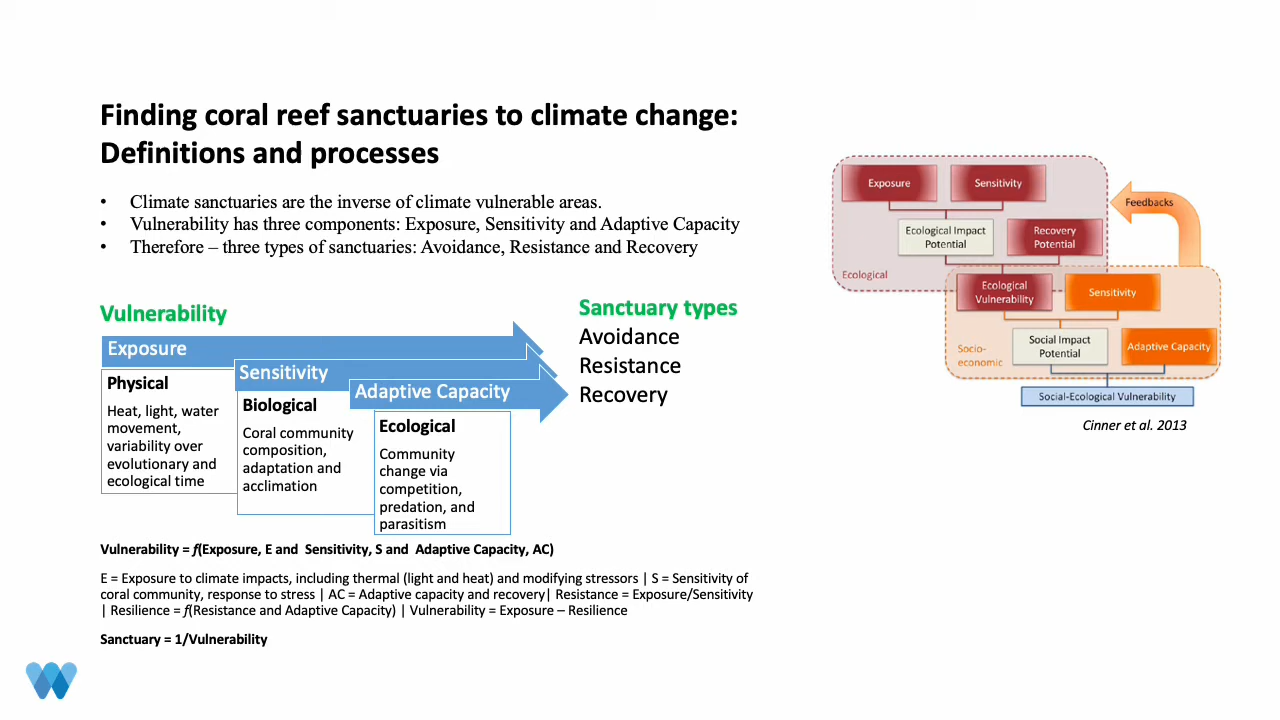 Finding coral reef sanctuaries to climate change:
Definitions and processes
• Climate sanctuaries are the inverse of climate vulnerable areas.
• Vulnerability has three components: Exposure, Sensitivity and Adaptive Capacity
• Therefore – three types of sanctuaries: Avoidance, Resistance and Recovery
Vulnerability
Exposure
Physical
Heat, light, water
movement,
variability over
evolutionary and
ecological time
Sensitivity
Biological
Coral community
composition,
adaptation and
acclimation
Adaptive Capacity
Ecological
Community
change via
competition,
predation, and
parasitism
Sanctuary types
Avoidance
Resistance
Recovery
Vulnerability = f(Exposure, E and Sensitivity, S and Adaptive Capacity, AC)
E = Exposure to climate impacts, including thermal (light and heat) and modifying stressors | S = Sensitivity of
coral community, response to stress | AC = Adaptive capacity and recovery| Resistance = Exposure/Sensitivity
| Resilience = f(Resistance and Adaptive Capacity) | Vulnerability = Exposure – Resilience
Sanctuary = 1/Vulnerability
Exposure
Sensitivity
Ecological Impact
Potential
Recovery
Potential
Ecological
Ecological
Vulnerability
Sensitivity
Feedbacks
Social Impact
Potential
Adaptive Capacity
Socio-
economic
Social-Ecological Vulnerability
Cinner et al. 2013